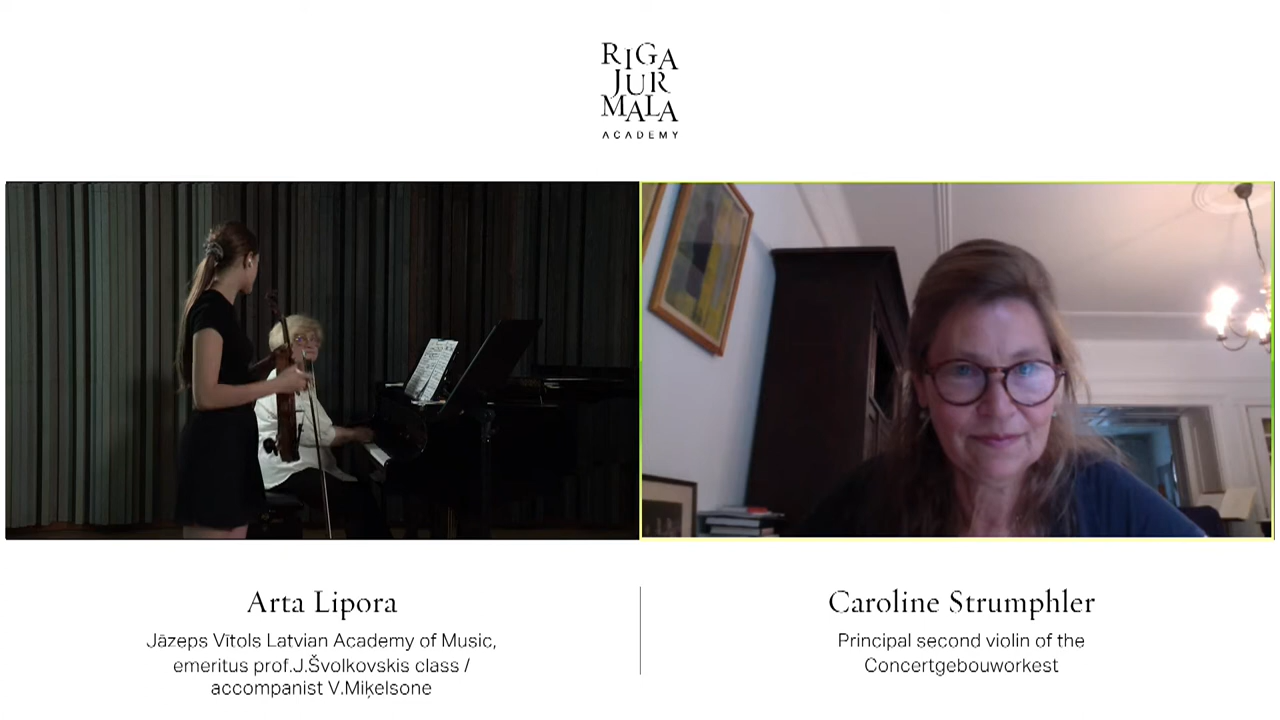 RIGA
JUR
MALA
ACADEMY
Arta Lipora
Jāzeps Vītols Latvian Academy of Music,
emeritus prof.J.Švolkovskis class /
accompanist V.Miķelsone
Caroline Strumphler
Principal second violin of the
Concertgebouworkest